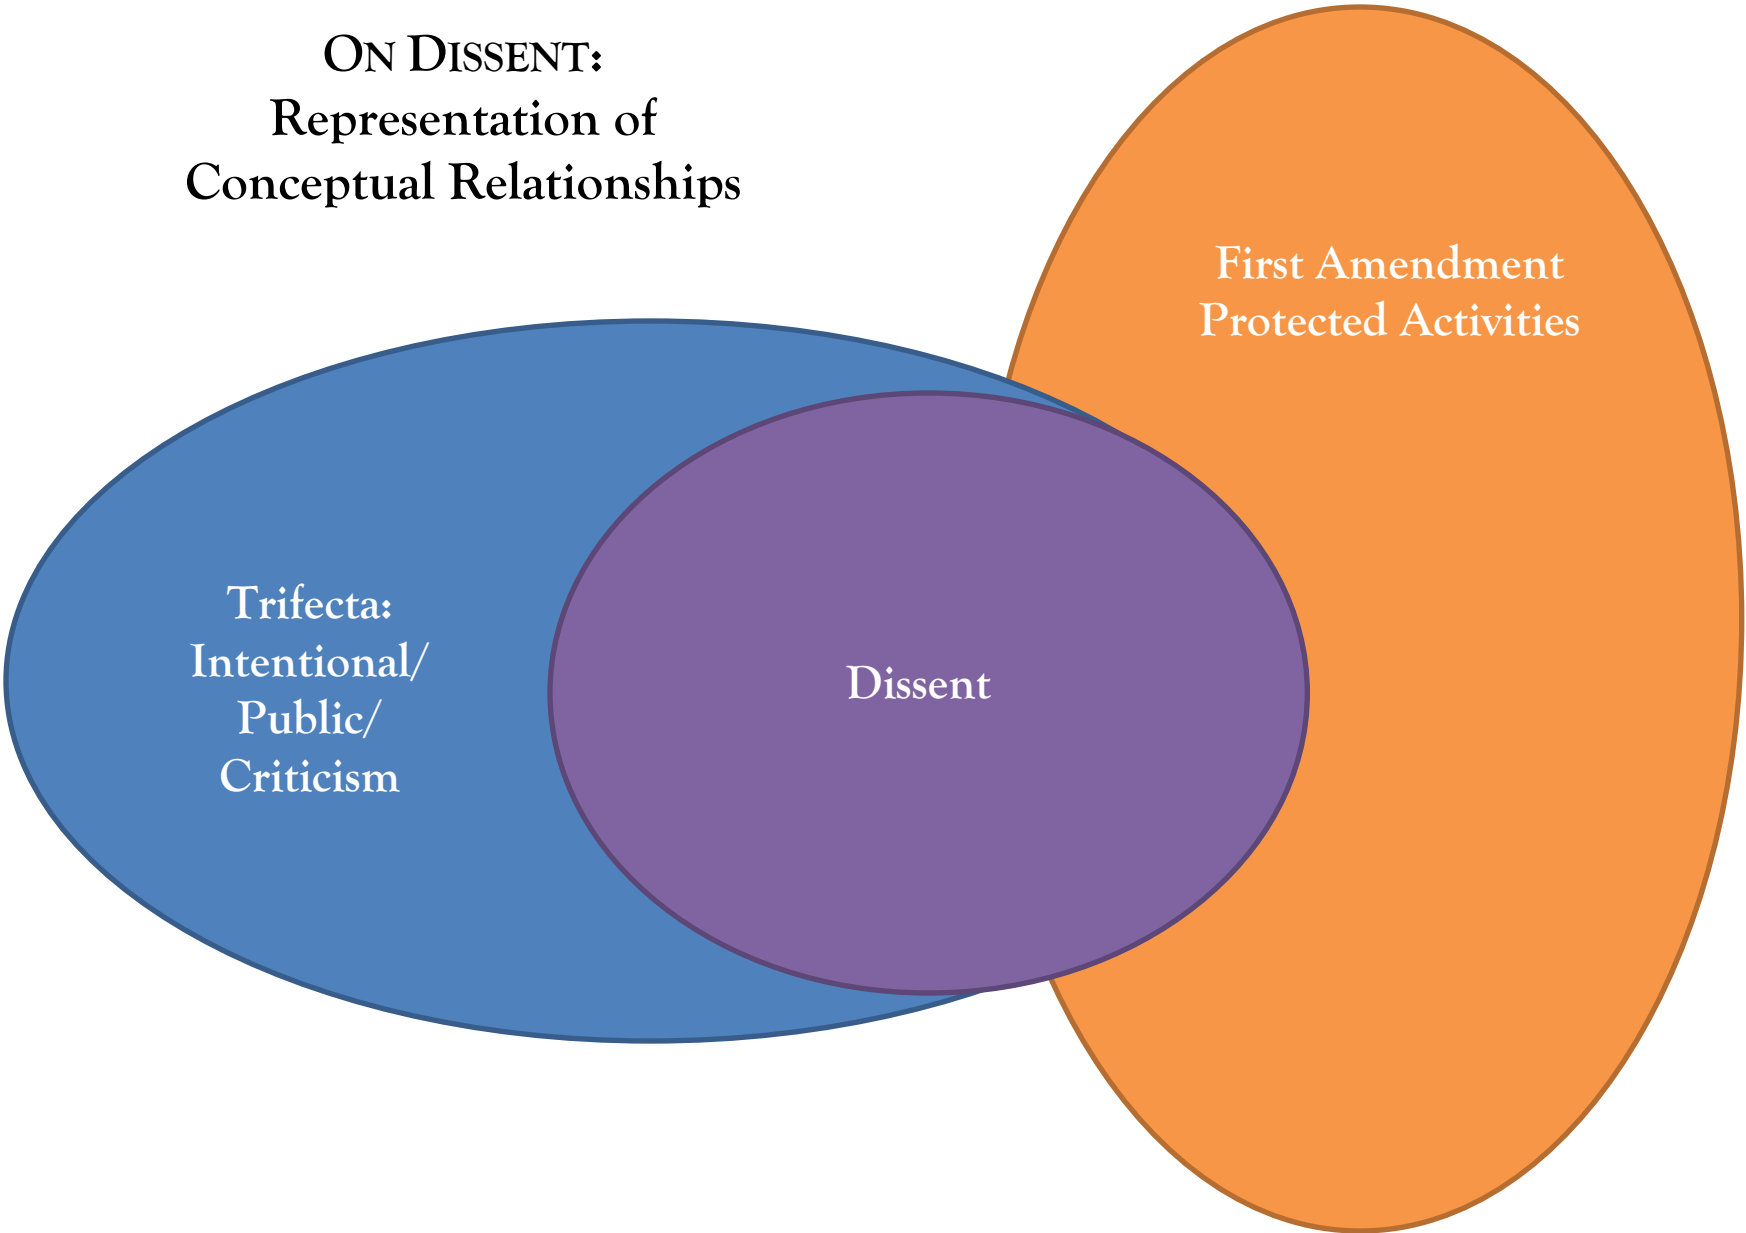 ON DISSENT:
Representation of
Conceptual Relationships
First Amendment
Protected Activities
Trifecta:
Intentional/
Public/
Criticism
Dissent